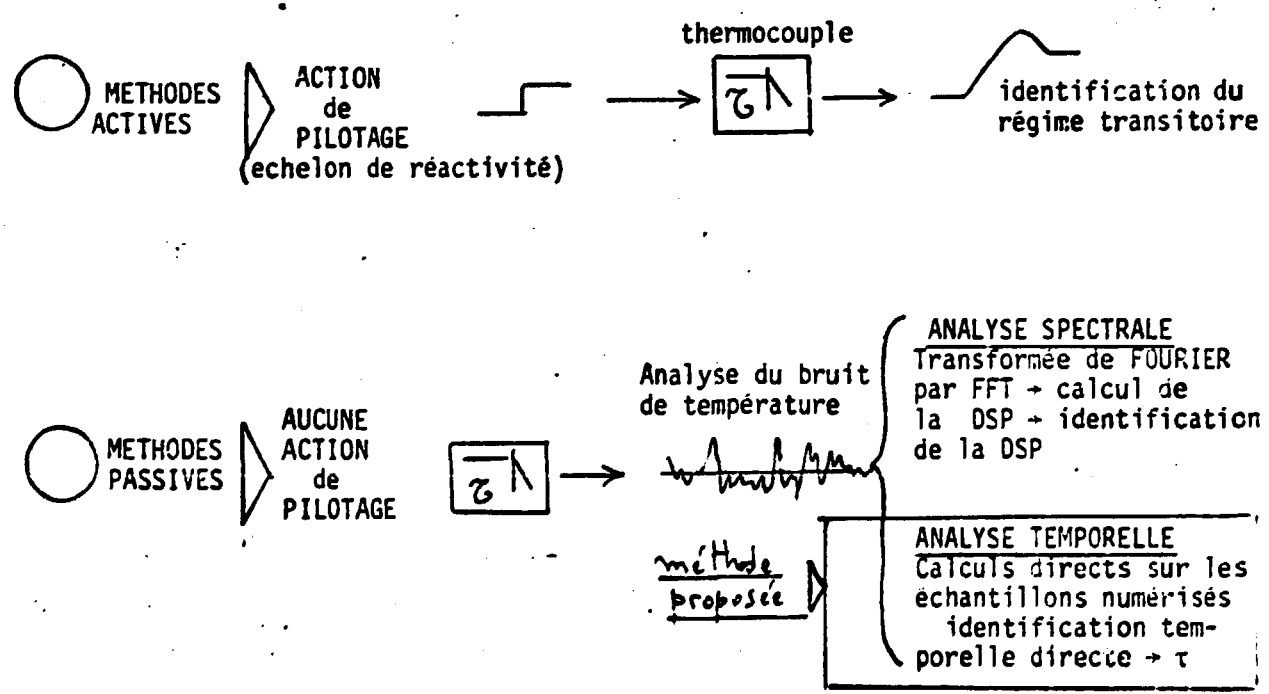 thermocouple
METHODES
ACTIVES
ACTION
de
PILOTAGE
(echelon de réactivité)
τ
identification du
régime transitoire
METHODES
PASSIVES
AUCUNE
ACTION
de
PILOTAGE
τ
Analyse du bruit
de température
ANALYSE SPECTRALE
Transformée de FOURIER
par FFT → calcul de
la DSP → identification
de la DSP
méthode
proposée
ANALYSE TEMPORELLE
Calculs directs sur les
échantillons numérisés
identification tem-
porelle directe → τ